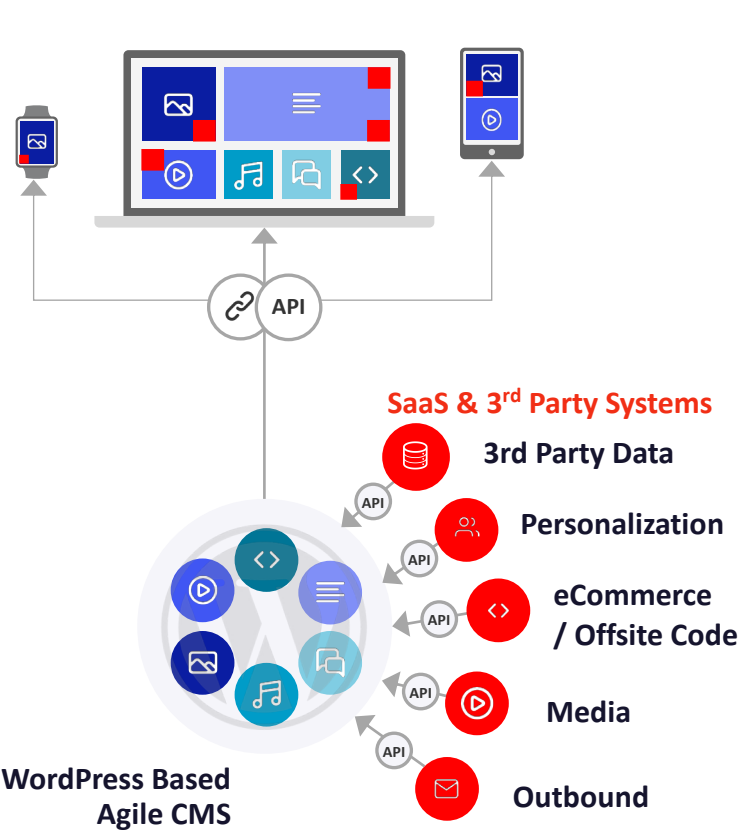 API
SaaS & 3rd Party Systems
3rd Party Data
API
Personalization
API
eCommerce
/ Offsite Code
API
Media
API
Outbound
API
WordPress Based
Agile CMS